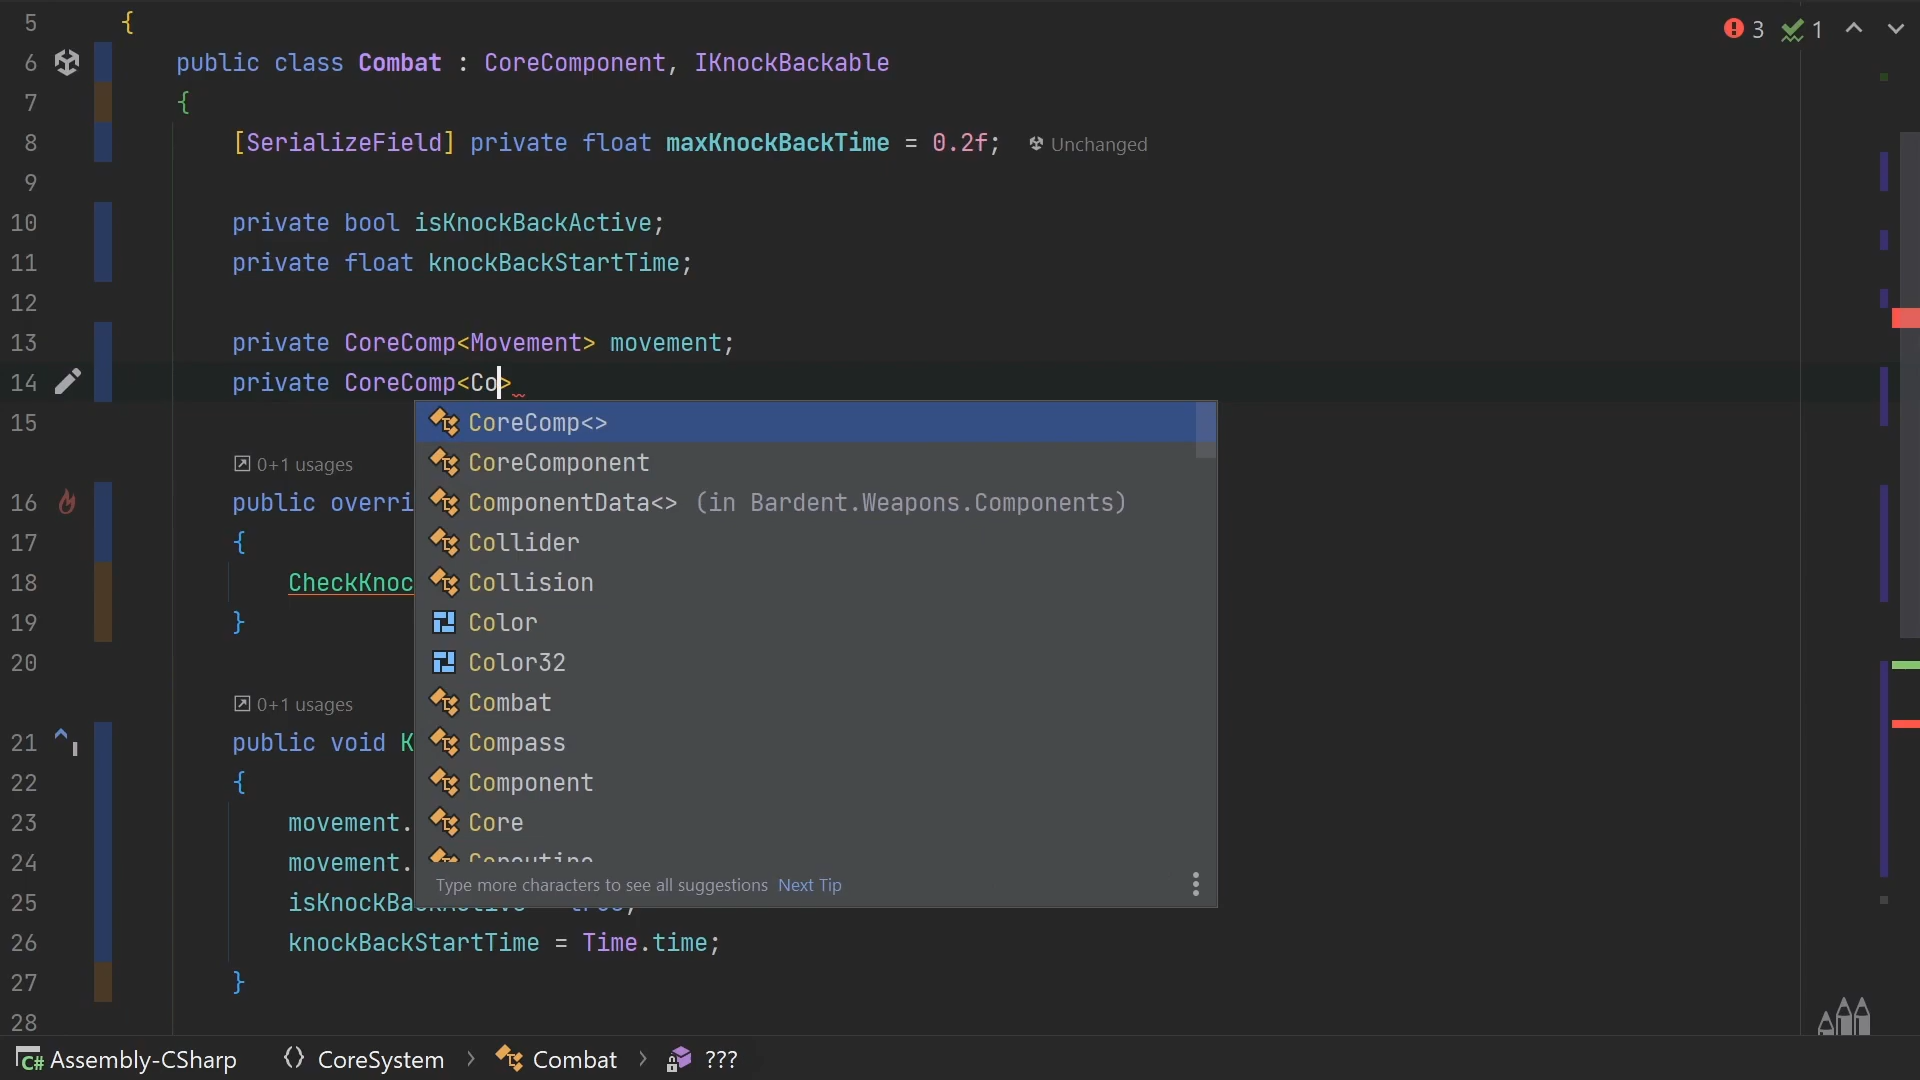 5 {
3 1
6 public class Combat : CoreComponent, IKnockBackable
7 {
8 [SerializeField] private float maxKnockBackTime = 0.2f; Unchanged
9
10 private bool isKnockBackActive;
11 private float knockBackStartTime;
12
13 private CoreComp<Movement> movement;
14 private CoreComp<Co>
CoreComp<>
15
0+1 usages
CoreComponent
16 public overri
ComponentData<> (in Bardent.Weapons.Components)
17 {
Collider
18 CheckKnoc
Collision
19 }
Color
20
Color32
0+1 usages
Combat
21 public void K
Compass
22 {
Component
23 movement.
Core
24 movement.
Coroutine
Type more characters to see all suggestions Next Tip
25 isKnockBackActive = true;
26 knockBackStartTime = Time.time;
27 }
28
C# Assembly-CSharp {} CoreSystem > Combat > ???